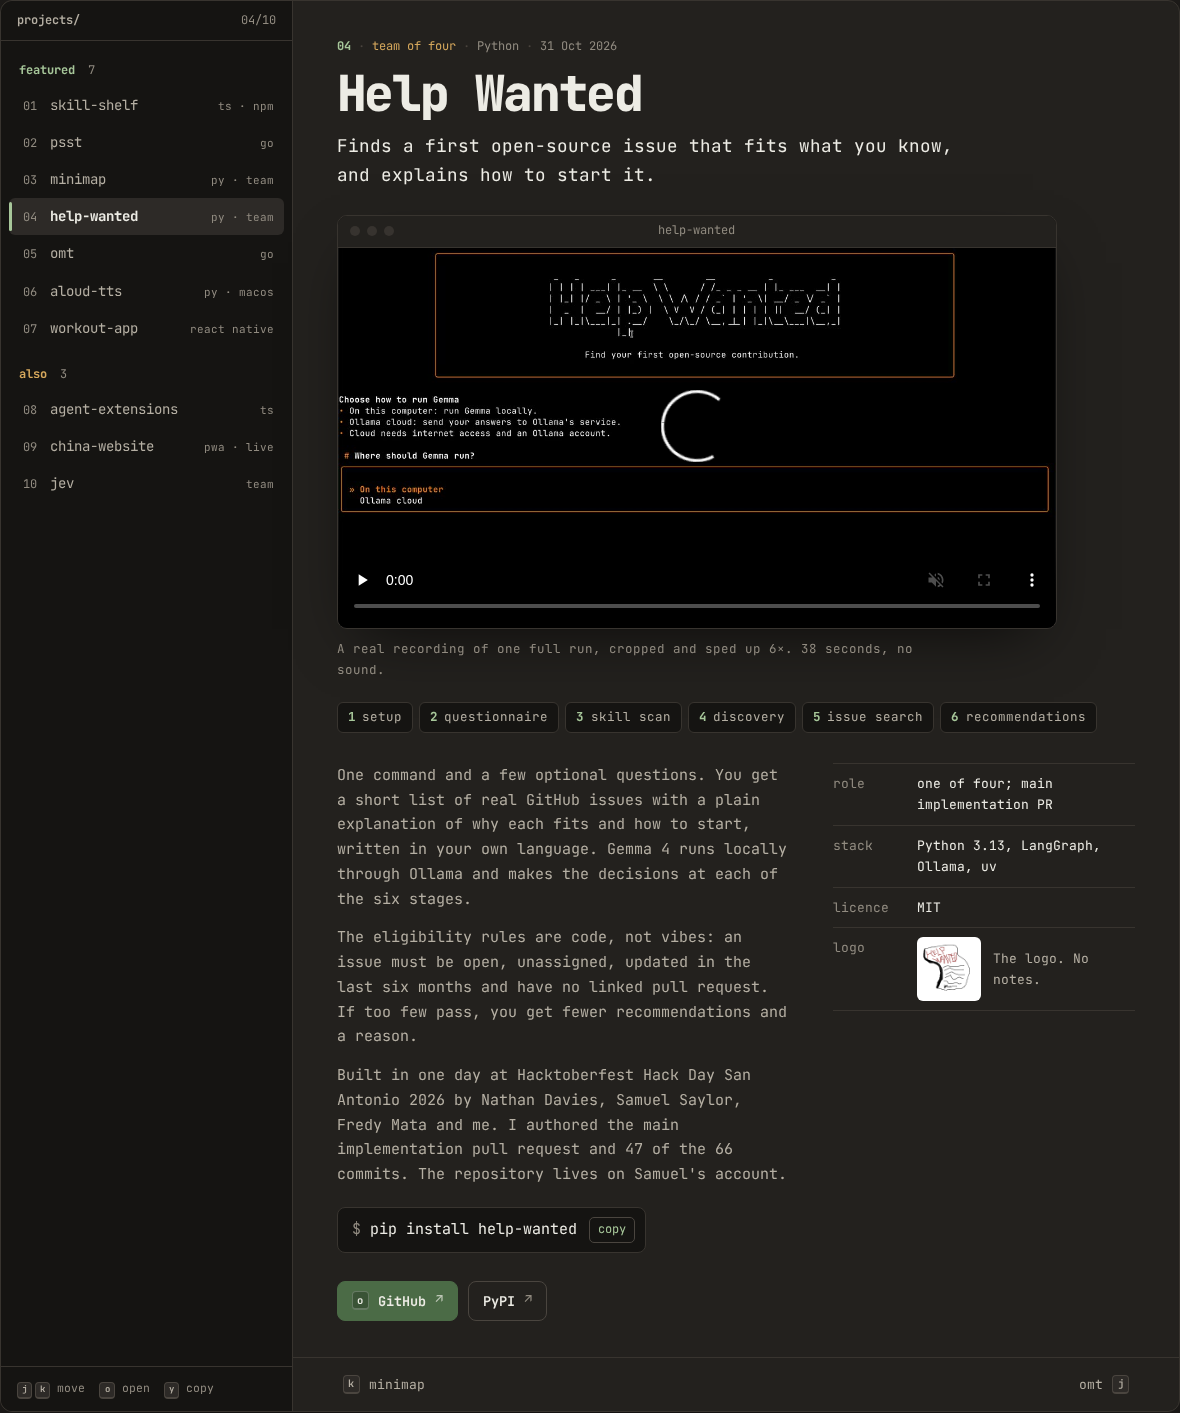 projects/ 04/10
featured 7
01 skill-shelf ts · npm
02 psst go
03 minimap py · team
04 help-wanted py · team
05 omt go
06 aloud-tts py · macos
07 workout-app react native
also 3
08 agent-extensions ts
09 china-website pwa · live
10 jev team
j k move o open y copy
04 · team of four · Python · 31 Oct 2026
Help Wanted
Finds a first open-source issue that fits what you know,
and explains how to start it.
help-wanted
Help Wanted
Find your first open-source contribution.
Choose how to run Gemma
· On this computer: run Gemma locally.
· Ollama cloud: send your answers to Ollama's service.
· Cloud needs internet access and an Ollama account.
# Where should Gemma run?
» On this computer
Ollama cloud
0:00
A real recording of one full run, cropped and sped up 6×. 38 seconds, no
sound.
1 setup 2 questionnaire 3 skill scan 4 discovery 5 issue search 6 recommendations
One command and a few optional questions. You get
a short list of real GitHub issues with a plain
explanation of why each fits and how to start,
written in your own language. Gemma 4 runs locally
through Ollama and makes the decisions at each of
the six stages.
The eligibility rules are code, not vibes: an
issue must be open, unassigned, updated in the
last six months and have no linked pull request.
If too few pass, you get fewer recommendations and
a reason.
Built in one day at Hacktoberfest Hack Day San
Antonio 2026 by Nathan Davies, Samuel Saylor,
Fredy Mata and me. I authored the main
implementation pull request and 47 of the 66
commits. The repository lives on Samuel's account.
role one of four; main
implementation PR
stack Python 3.13, LangGraph,
Ollama, uv
licence MIT
logo
HELP
WANTED
The logo. No
notes.
$ pip install help-wanted copy
o GitHub ↗ PyPI ↗
k minimap omt j